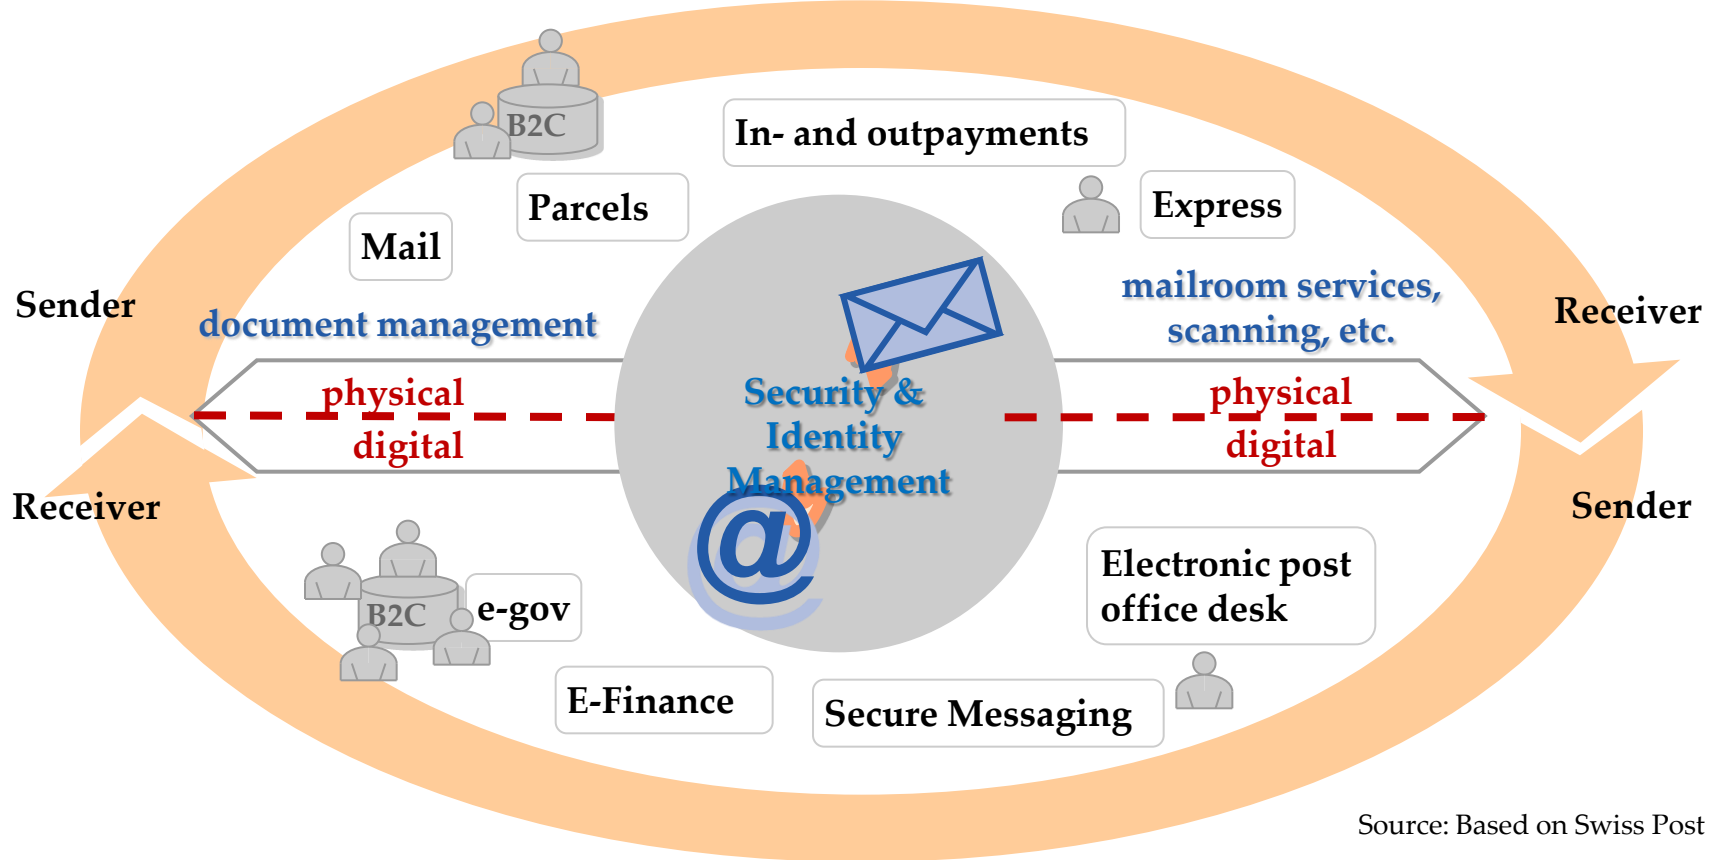 B2C
In- and outpayments
Parcels
Express
Mail
Sender
document management
mailroom services,
scanning, etc.
Receiver
physical
digital
Security &
Identity
Management
physical
digital
Receiver
Sender
@
B2C
e-gov
Electronic post
office desk
E-Finance
Secure Messaging
Source: Based on Swiss Post